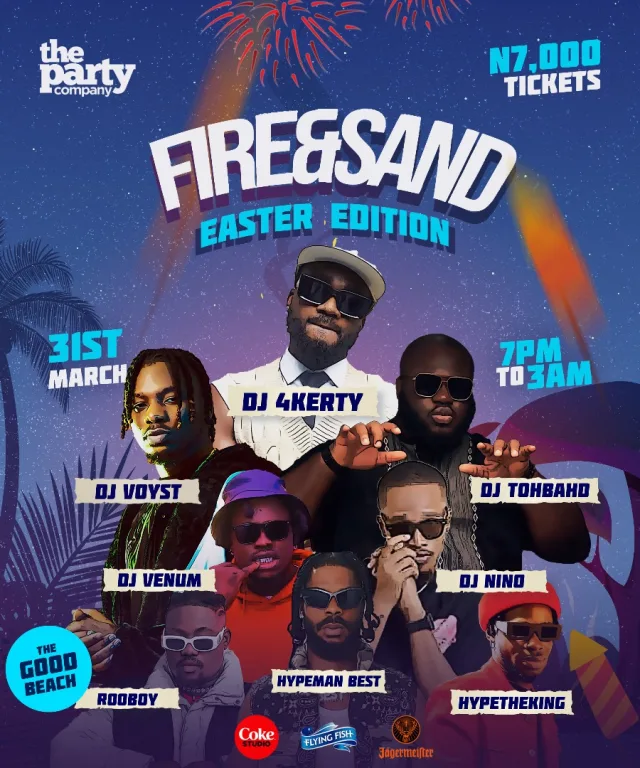 the
party
company
N7,000
TICKETS
FIRE&SAND
EASTER EDITION
31ST
MARCH
7PM
TO 3AM
DJ 4KERTY
DJ VOYST
DJ TOHBAHD
DJ VENUM
DJ NINO
THE
GOOD
BEACH
ROOBOY
HYPEMAN BEST
HYPETHEKING
Coke
STUDIO
FLYING FISH
Jägermeister